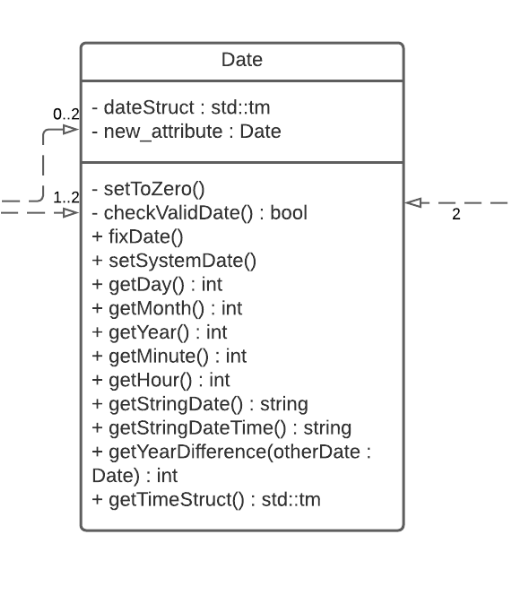 Date
0..2
- dateStruct : std::tm
- new_attribute : Date
1..2
- setToZero()
- checkValidDate() : bool
2
+ fixDate()
+ setSystemDate()
+ getDay() : int
+ getMonth() : int
+ getYear() : int
+ getMinute() : int
+ getHour() : int
+ getStringDate() : string
+ getStringDateTime() : string
+ getYearDifference(otherDate :
Date) : int
+ getTimeStruct() : std::tm